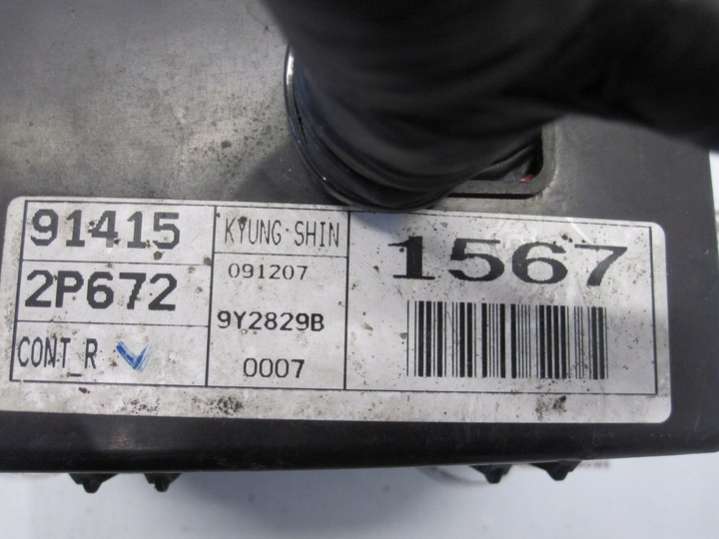 91415
2P672
CONT_R
KYUNG-SHIN
091207
9Y2829B
0007
1567